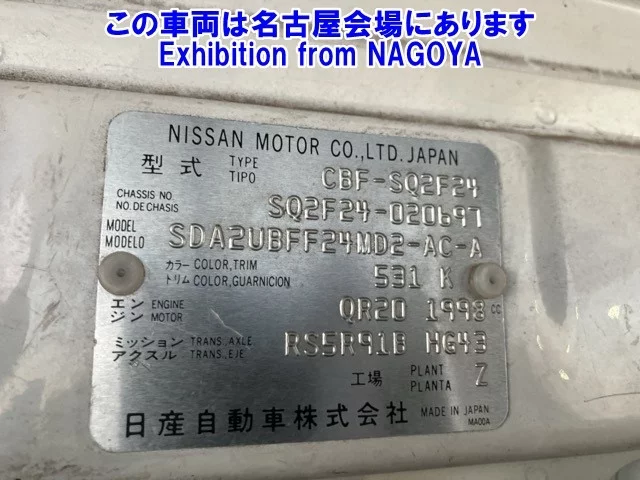 この車両は名古屋会場にあります
Exhibition from NAGOYA
NISSAN MOTOR CO.,LTD. JAPAN
型式 TYPE TIPO CBF-SQ2F24
CHASSIS NO. NO. DE CHASIS SQ2F24-020697
MODEL MODELO SDA2UBFF24MD2-AC-A
カラー COLOR, TRIM 531 K
トリム COLOR, GUARNICION
エンジン ENGINE MOTOR QR20 1998 CC
ミッション TRANS. AXLE RS5R91B HG43
アクスル TRANS. EJE
工場 PLANT PLANTA Z
日産自動車株式会社 MADE IN JAPAN
MA00A